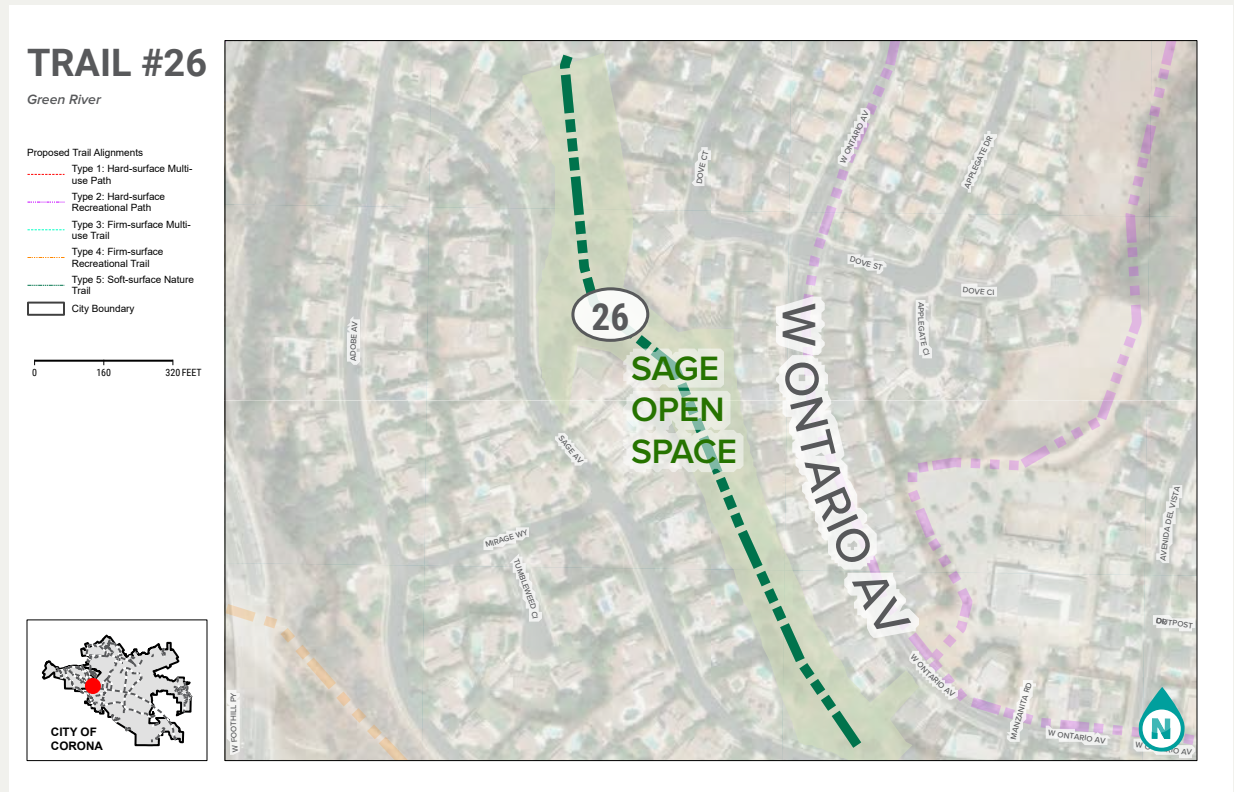 TRAIL #26
Green River
Proposed Trail Alignments
Type 1: Hard-surface Multi-
use Path
Type 2: Hard-surface
Recreational Path
Type 3: Firm-surface Multi-
use Trail
Type 4: Firm-surface
Recreational Trail
Type 5: Soft-surface Nature
Trail
City Boundary
0 160 320 FEET
CITY OF
CORONA
W ONTARIO AV
DOVE CT
APPLEGATE DR
DOVE ST
DOVE CI
APPLEGATE CI
ADOBE AV
26
SAGE
OPEN
SPACE
W ONTARIO AV
SAGE AV
MIRAGE WY
TUMBLEWEED CI
AVENIDA DEL VISTA
OUTPOST
W ONTARIO AV
MANZANITA RD
W ONTARIO AV
W FOOTHILL PY
N